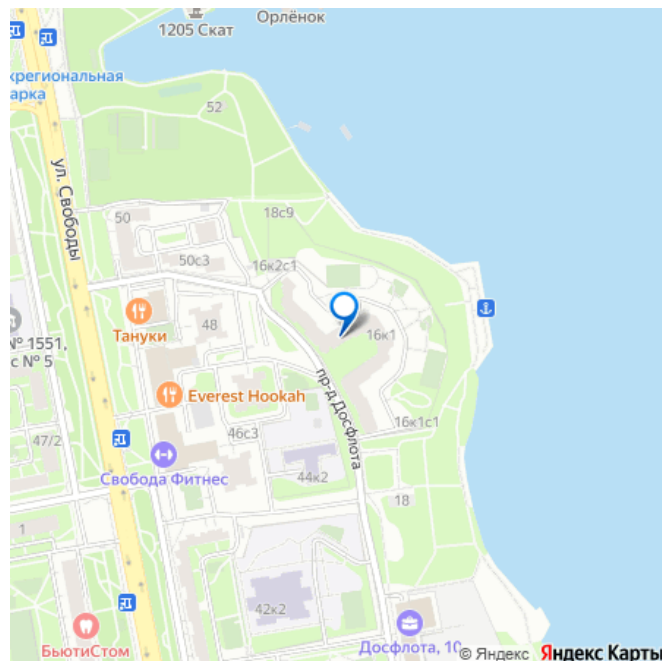 Орлёнок
1205 Скат
крегиональная
арка
52
ул. Свободы
18с9
50
50с3
16к2с1
Тануки
48
16к1
№ 1551,
с № 5
Everest Hookah
пр-д Досфлота
16к1с1
46с3
47/2
Свобода Фитнес
44к2
18
1
42к2
БьютиСтом
Досфлота, 10
© Яндекс Яндекс Карты